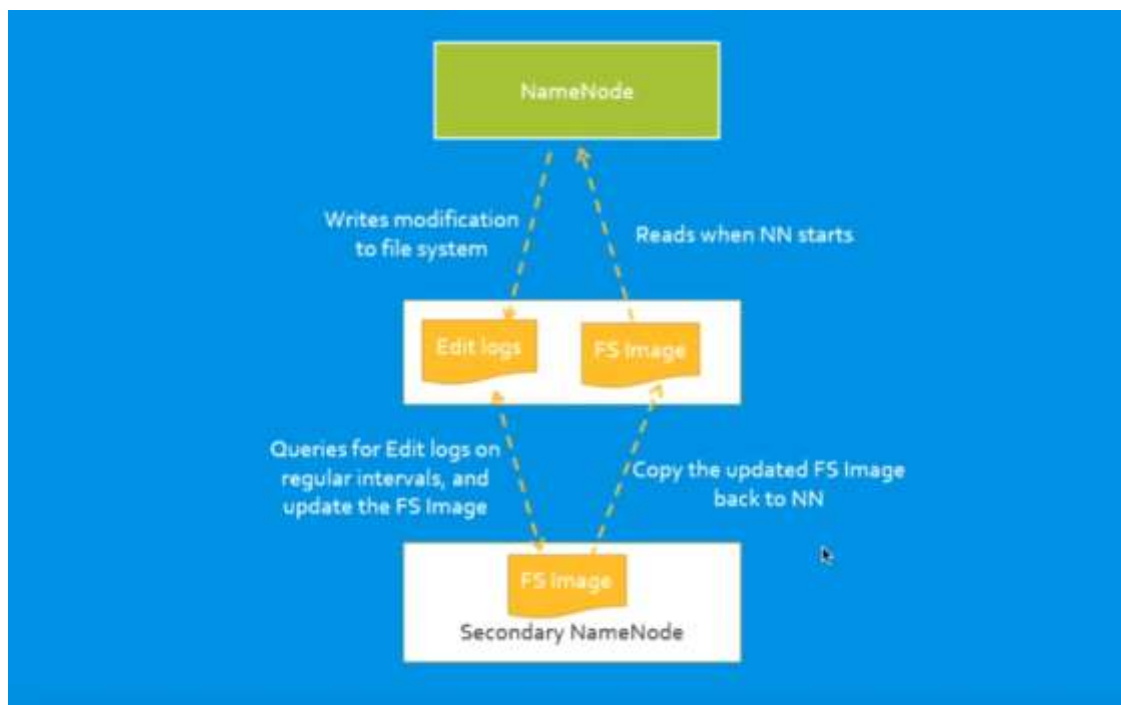 NameNode
Writes modification
to file system
Reads when NN starts
Edit logs
FS Image
Queries for Edit logs on
regular intervals, and
update the FS Image
Copy the updated FS Image
back to NN
FS Image
Secondary NameNode